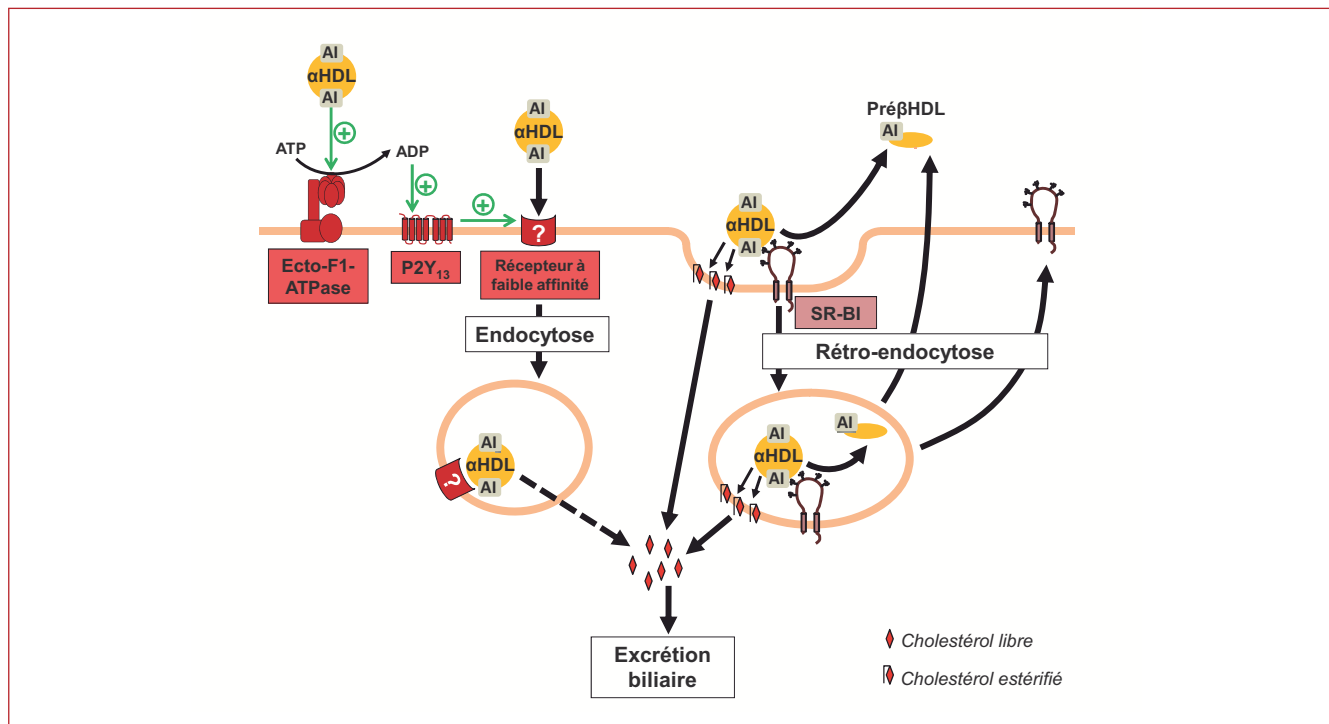 AI
αHDL
AI
ATP
ADP
AI
αHDL
AI
PréβHDL
AI
AI
αHDL
AI
?
Ecto-F1-
ATPase
P2Y13
Récepteur à
faible affinité
SR-BI
Endocytose
Rétro-endocytose
AI
αHDL
AI
?
AI
αHDL
AI
AI
Excrétion
biliaire
Cholestérol libre
Cholestérol estérifié